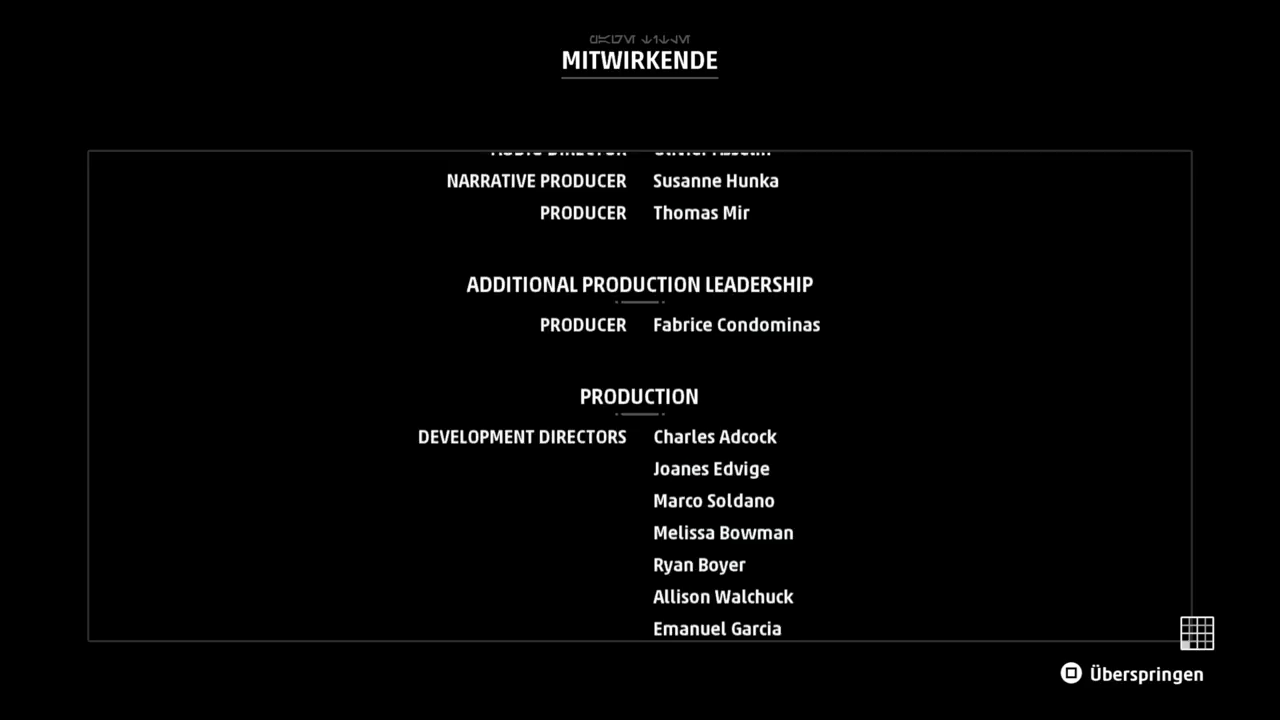 MITWIRKENDE
NARRATIVE PRODUCER Susanne Hunka
PRODUCER Thomas Mir
ADDITIONAL PRODUCTION LEADERSHIP
PRODUCER Fabrice Condominas
PRODUCTION
DEVELOPMENT DIRECTORS Charles Adcock
Joanes Edvige
Marco Soldano
Melissa Bowman
Ryan Boyer
Allison Walchuck
Emanuel Garcia
Überspringen